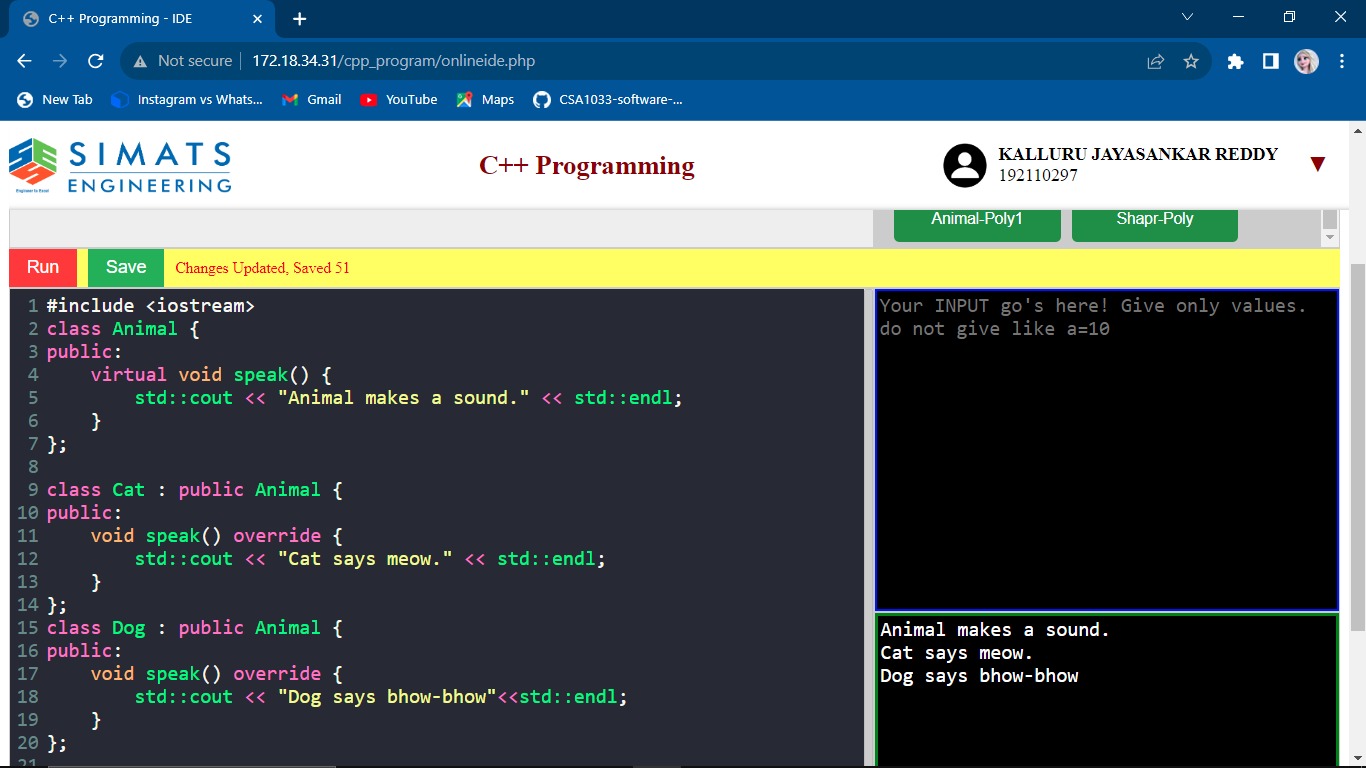 C++ Programming - IDE
Not secure 172.18.34.31/cpp_program/onlineide.php
New Tab Instagram vs Whats... Gmail YouTube Maps CSA1033-software-...
SIMATS
ENGINEERING
Engineer to Excel
C++ Programming
KALLURU JAYASANKAR REDDY
192110297
Animal-Poly1 Shapr-Poly
Run Save Changes Updated, Saved 51
1 #include <iostream>
2 class Animal {
3 public:
4     virtual void speak() {
5         std::cout << "Animal makes a sound." << std::endl;
6     }
7 };
8
9 class Cat : public Animal {
10 public:
11     void speak() override {
12         std::cout << "Cat says meow." << std::endl;
13     }
14 };
15 class Dog : public Animal {
16 public:
17     void speak() override {
18         std::cout << "Dog says bhow-bhow"<<std::endl;
19     }
20 };
21
Your INPUT go's here! Give only values.
do not give like a=10
Animal makes a sound.
Cat says meow.
Dog says bhow-bhow